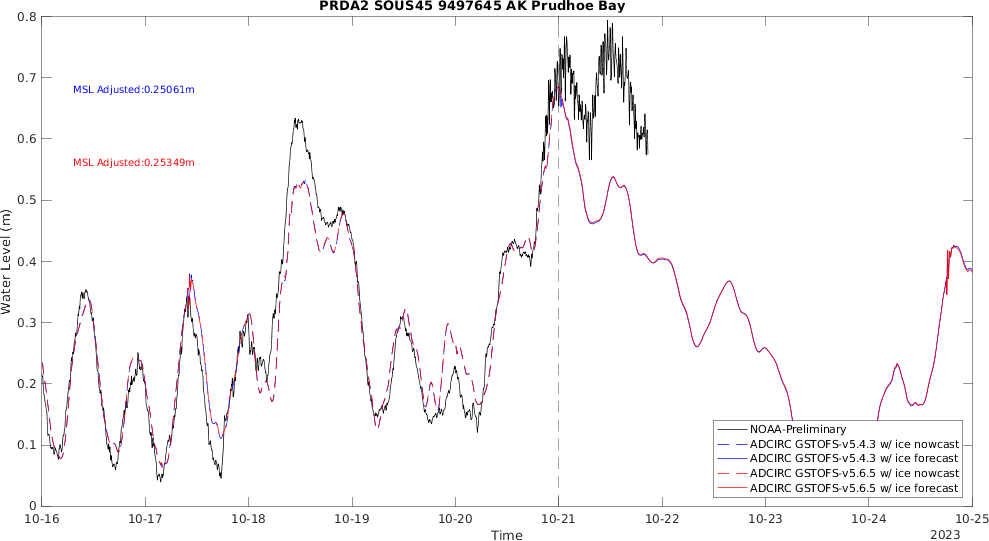 PRDA2 SOUS45 9497645 AK Prudhoe Bay
0.8
0.7
0.6
0.5
0.4
0.3
0.2
0.1
0
Water Level (m)
MSL Adjusted:0.25061m
MSL Adjusted:0.25349m
NOAA-Preliminary
ADCIRC GSTOFS-v5.4.3 w/ ice nowcast
ADCIRC GSTOFS-v5.4.3 w/ ice forecast
ADCIRC GSTOFS-v5.6.5 w/ ice nowcast
ADCIRC GSTOFS-v5.6.5 w/ ice forecast
10-16 10-17 10-18 10-19 10-20 10-21 10-22 10-23 10-24 10-25
Time
2023